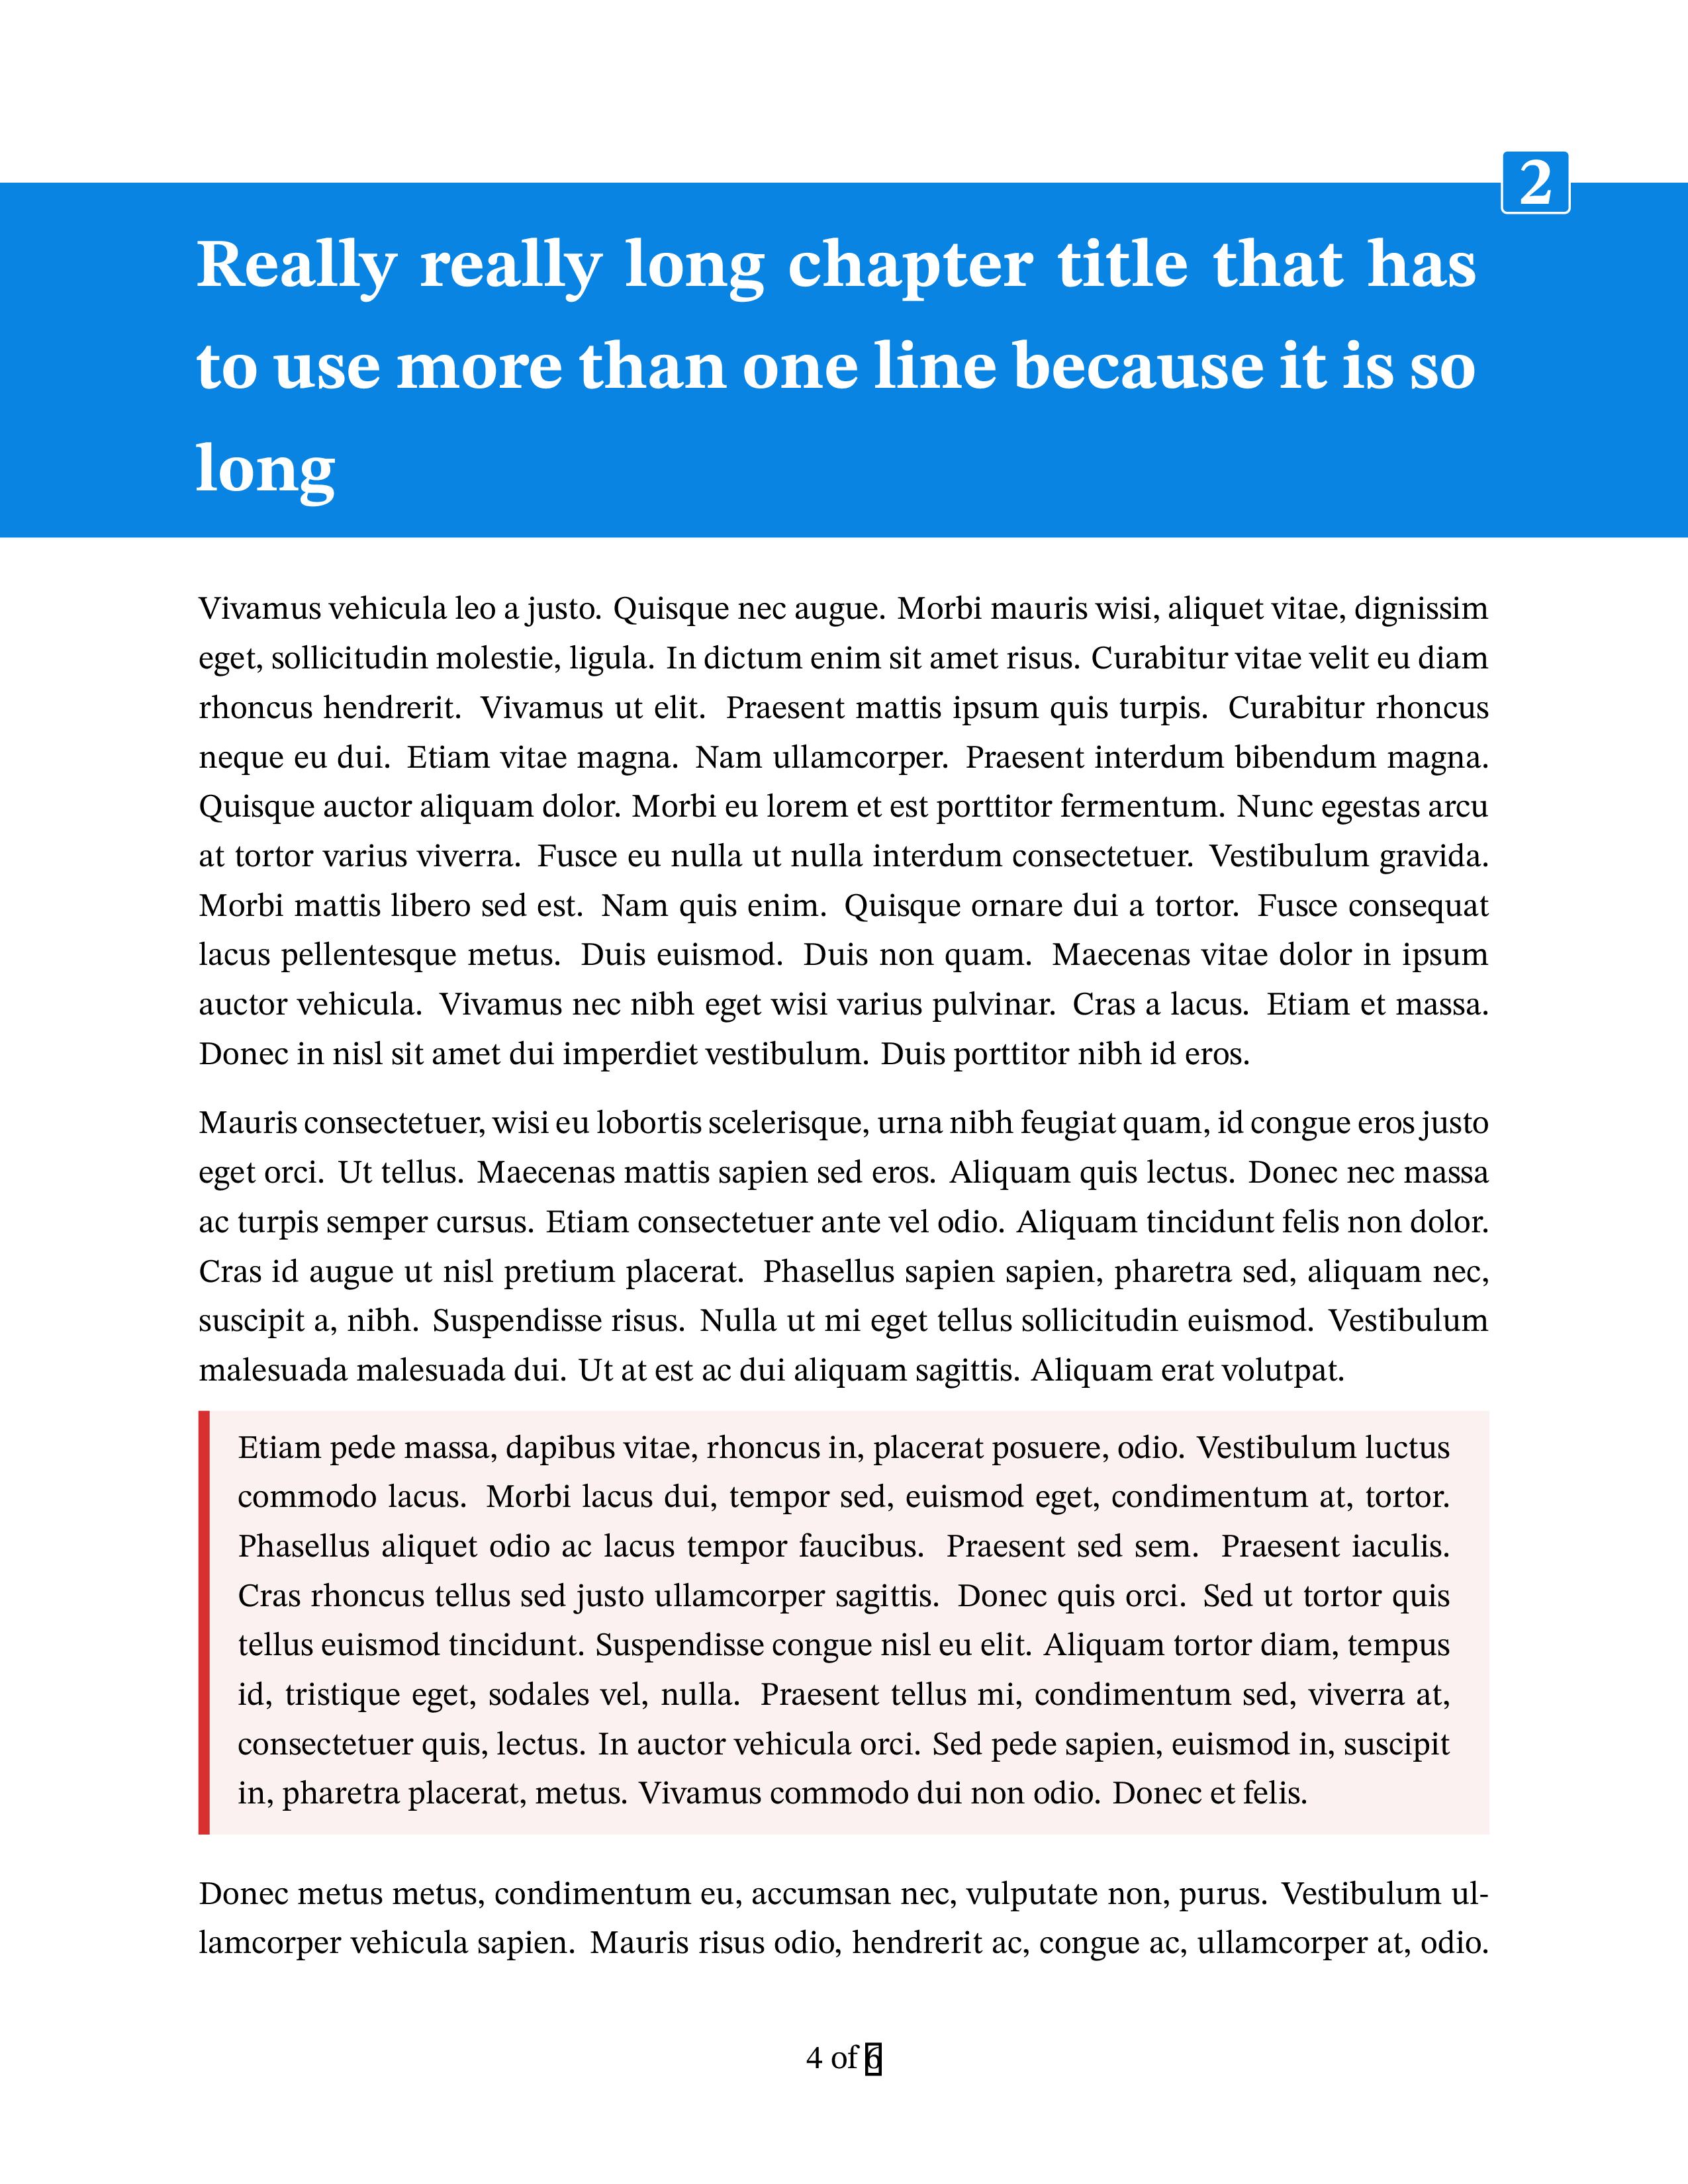 2
Really really long chapter title that has
to use more than one line because it is so
long
Vivamus vehicula leo a justo. Quisque nec augue. Morbi mauris wisi, aliquet vitae, dignissim
eget, sollicitudin molestie, ligula. In dictum enim sit amet risus. Curabitur vitae velit eu diam
rhoncus hendrerit. Vivamus ut elit. Praesent mattis ipsum quis turpis. Curabitur rhoncus
neque eu dui. Etiam vitae magna. Nam ullamcorper. Praesent interdum bibendum magna.
Quisque auctor aliquam dolor. Morbi eu lorem et est porttitor fermentum. Nunc egestas arcu
at tortor varius viverra. Fusce eu nulla ut nulla interdum consectetuer. Vestibulum gravida.
Morbi mattis libero sed est. Nam quis enim. Quisque ornare dui a tortor. Fusce consequat
lacus pellentesque metus. Duis euismod. Duis non quam. Maecenas vitae dolor in ipsum
auctor vehicula. Vivamus nec nibh eget wisi varius pulvinar. Cras a lacus. Etiam et massa.
Donec in nisl sit amet dui imperdiet vestibulum. Duis porttitor nibh id eros.
Mauris consectetuer, wisi eu lobortis scelerisque, urna nibh feugiat quam, id congue eros justo
eget orci. Ut tellus. Maecenas mattis sapien sed eros. Aliquam quis lectus. Donec nec massa
ac turpis semper cursus. Etiam consectetuer ante vel odio. Aliquam tincidunt felis non dolor.
Cras id augue ut nisl pretium placerat. Phasellus sapien sapien, pharetra sed, aliquam nec,
suscipit a, nibh. Suspendisse risus. Nulla ut mi eget tellus sollicitudin euismod. Vestibulum
malesuada malesuada dui. Ut at est ac dui aliquam sagittis. Aliquam erat volutpat.
Etiam pede massa, dapibus vitae, rhoncus in, placerat posuere, odio. Vestibulum luctus
commodo lacus. Morbi lacus dui, tempor sed, euismod eget, condimentum at, tortor.
Phasellus aliquet odio ac lacus tempor faucibus. Praesent sed sem. Praesent iaculis.
Cras rhoncus tellus sed justo ullamcorper sagittis. Donec quis orci. Sed ut tortor quis
tellus euismod tincidunt. Suspendisse congue nisl eu elit. Aliquam tortor diam, tempus
id, tristique eget, sodales vel, nulla. Praesent tellus mi, condimentum sed, viverra at,
consectetuer quis, lectus. In auctor vehicula orci. Sed pede sapien, euismod in, suscipit
in, pharetra placerat, metus. Vivamus commodo dui non odio. Donec et felis.
Donec metus metus, condimentum eu, accumsan nec, vulputate non, purus. Vestibulum ul-
lamcorper vehicula sapien. Mauris risus odio, hendrerit ac, congue ac, ullamcorper at, odio.
4 of 6